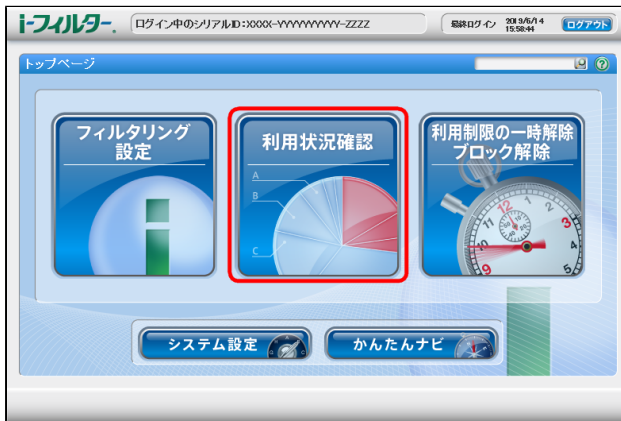 i-フィルター.
ログイン中のシリアルID:XXXX-YYYYYYYYYY-ZZZZ
最終ログイン 2019/6/14 15:58:44
ログアウト
トップページ
?
フィルタリング
設定
利用状況確認
A
B
C
利用制限の一時解除
ブロック解除
システム設定
かんたんナビ